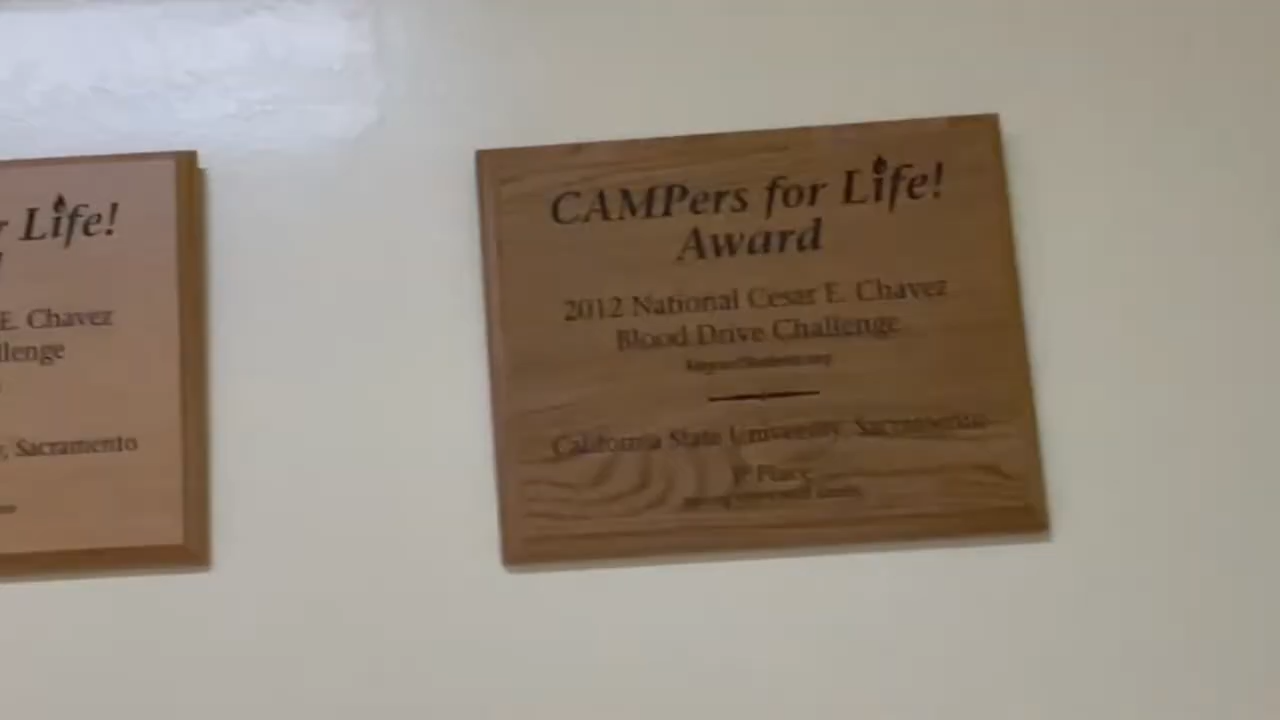 r Life!
E. Chavez
llenge
, Sacramento
CAMPers for Life!
Award
2012 National Cesar E. Chavez
Blood Drive Challenge
California State University, Sacramento
Place